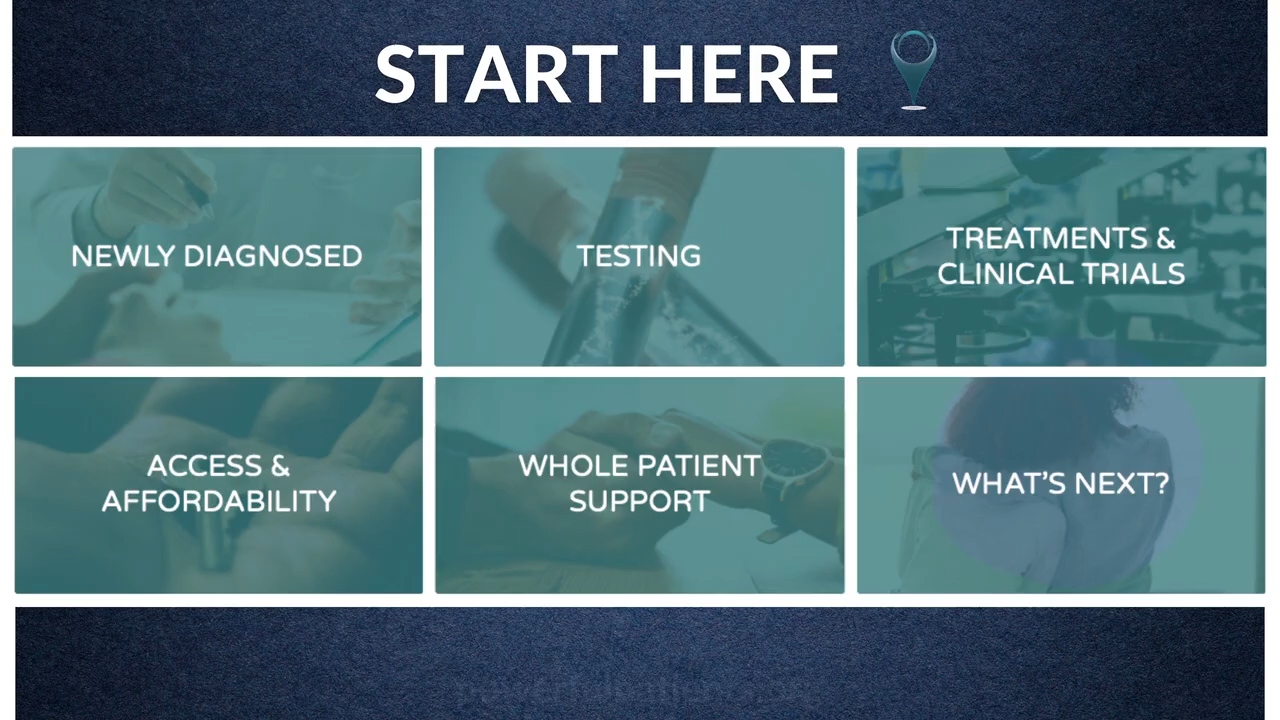 START HERE
NEWLY DIAGNOSED
TESTING
TREATMENTS &
CLINICAL TRIALS
ACCESS &
AFFORDABILITY
WHOLE PATIENT
SUPPORT
WHAT'S NEXT?